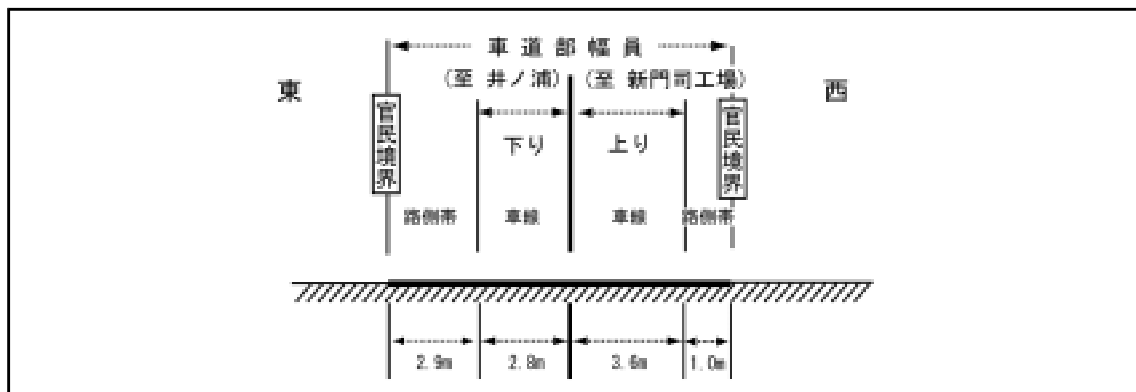 車道部幅員
(至 井ノ浦) (至 新門司工場)
東
西
官民境界
官民境界
下り
上り
路側帯 車線 車線 路側帯
2.9m 2.8m 3.6m 1.0m